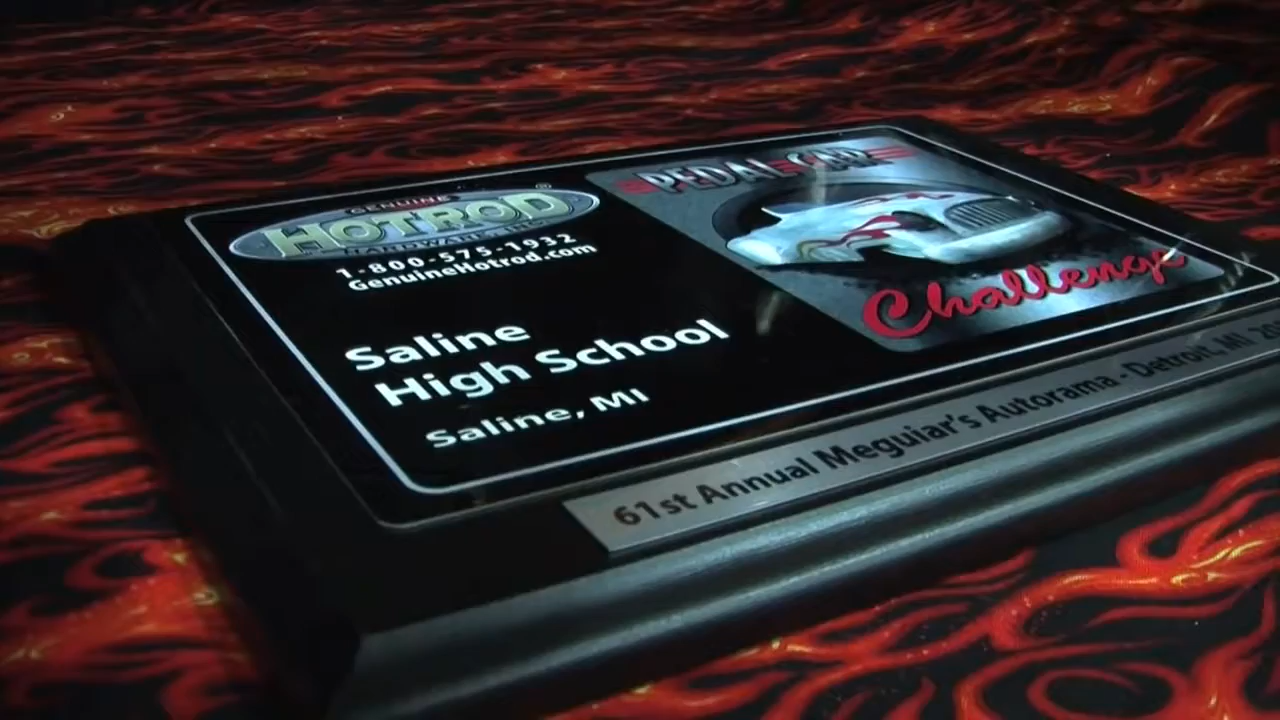 GENUINE
HOTROD®
HARDWARE, INC.
1-800-575-1932
GenuineHotrod.com
Saline
High School
Saline, MI
PEDAL CAR
Challenge
61st Annual Meguiar's Autorama - Detroit, MI